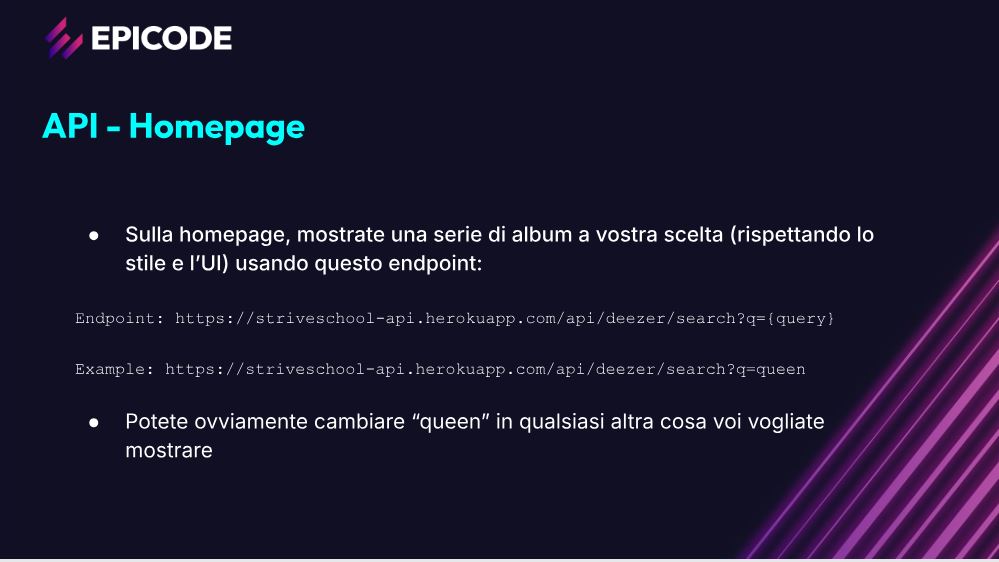 EPICODE
API - Homepage
● Sulla homepage, mostrate una serie di album a vostra scelta (rispettando lo
stile e l’UI) usando questo endpoint:
Endpoint: https://striveschool-api.herokuapp.com/api/deezer/search?q={query}
Example: https://striveschool-api.herokuapp.com/api/deezer/search?q=queen
● Potete ovviamente cambiare “queen” in qualsiasi altra cosa voi vogliate
mostrare